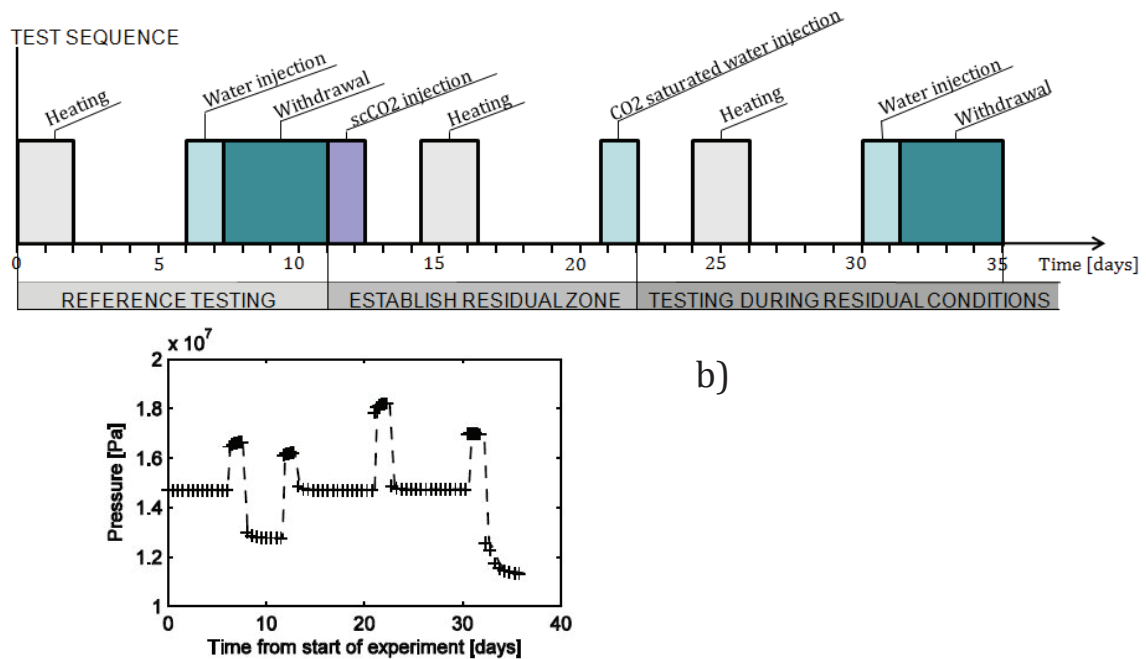 TEST SEQUENCE
Heating
Water injection
Withdrawal
scCO2 injection
Heating
CO2 saturated water injection
Heating
Water injection
Withdrawal
0 5 10 15 20 25 30 35 Time [days]
REFERENCE TESTING ESTABLISH RESIDUAL ZONE TESTING DURING RESIDUAL CONDITIONS
x 10^7
2
1.8
1.6
1.4
1.2
1
Pressure [Pa]
0 10 20 30 40
Time from start of experiment [days]
b)